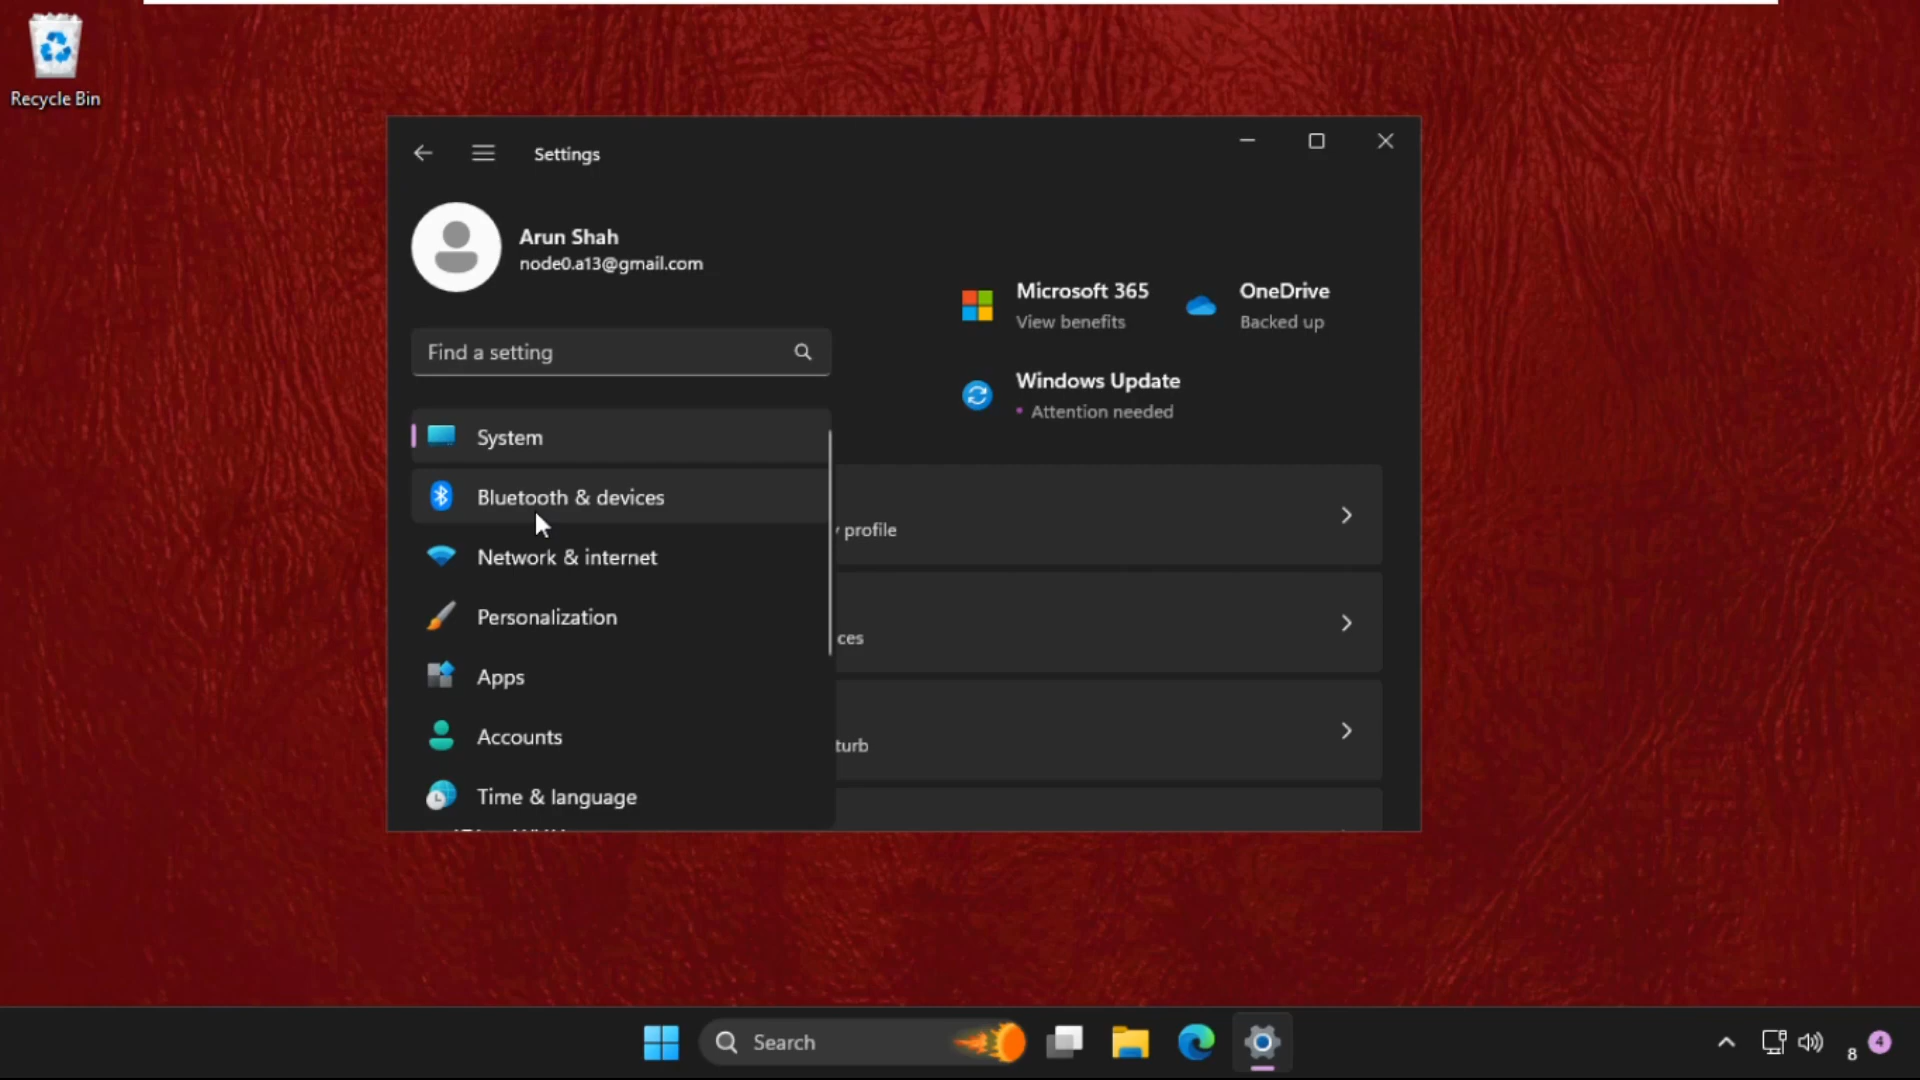 Recycle Bin
Settings
Arun Shah
node0.a13@gmail.com
Find a setting
System
Bluetooth & devices
Network & internet
Personalization
Apps
Accounts
Time & language
Microsoft 365
View benefits
OneDrive
Backed up
Windows Update
• Attention needed
profile
ces
turb
Search
8
4